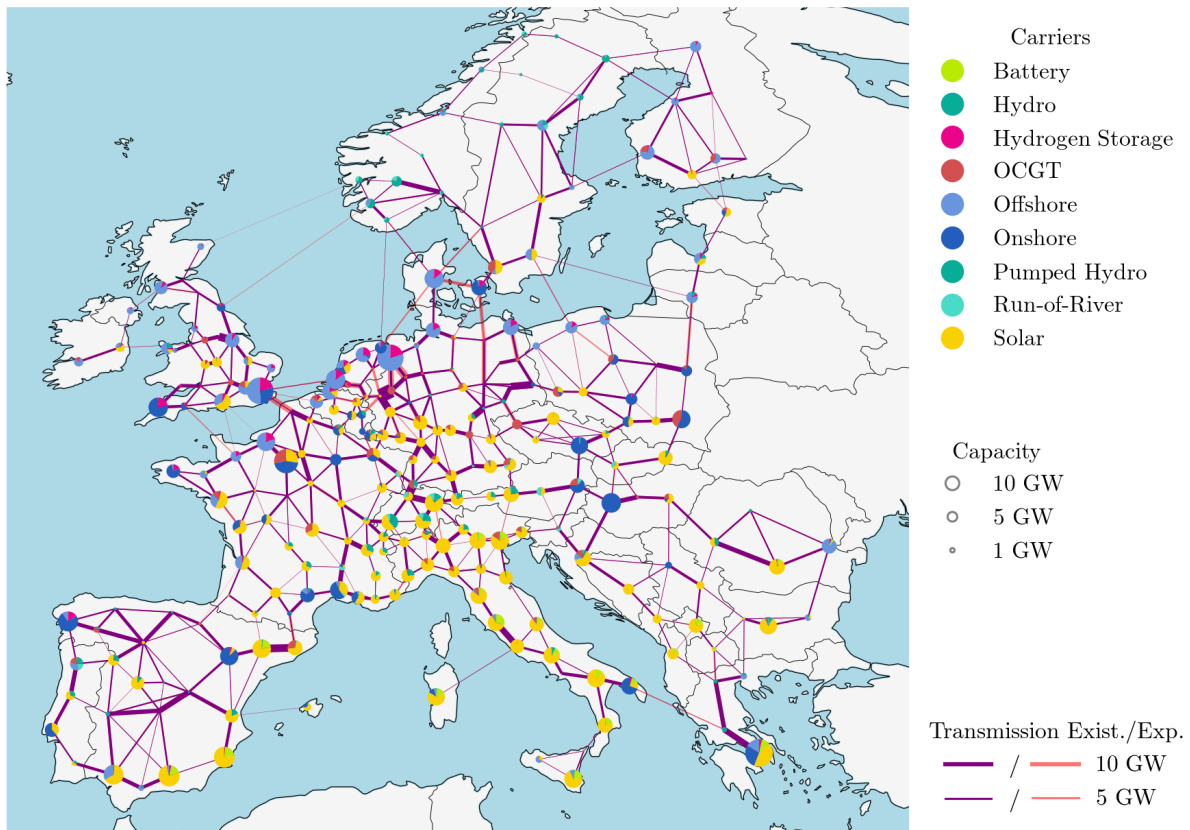 Carriers
Battery
Hydro
Hydrogen Storage
OCGT
Offshore
Onshore
Pumped Hydro
Run-of-River
Solar
Capacity
10 GW
5 GW
1 GW
Transmission Exist./Exp.
/ 10 GW
/ 5 GW